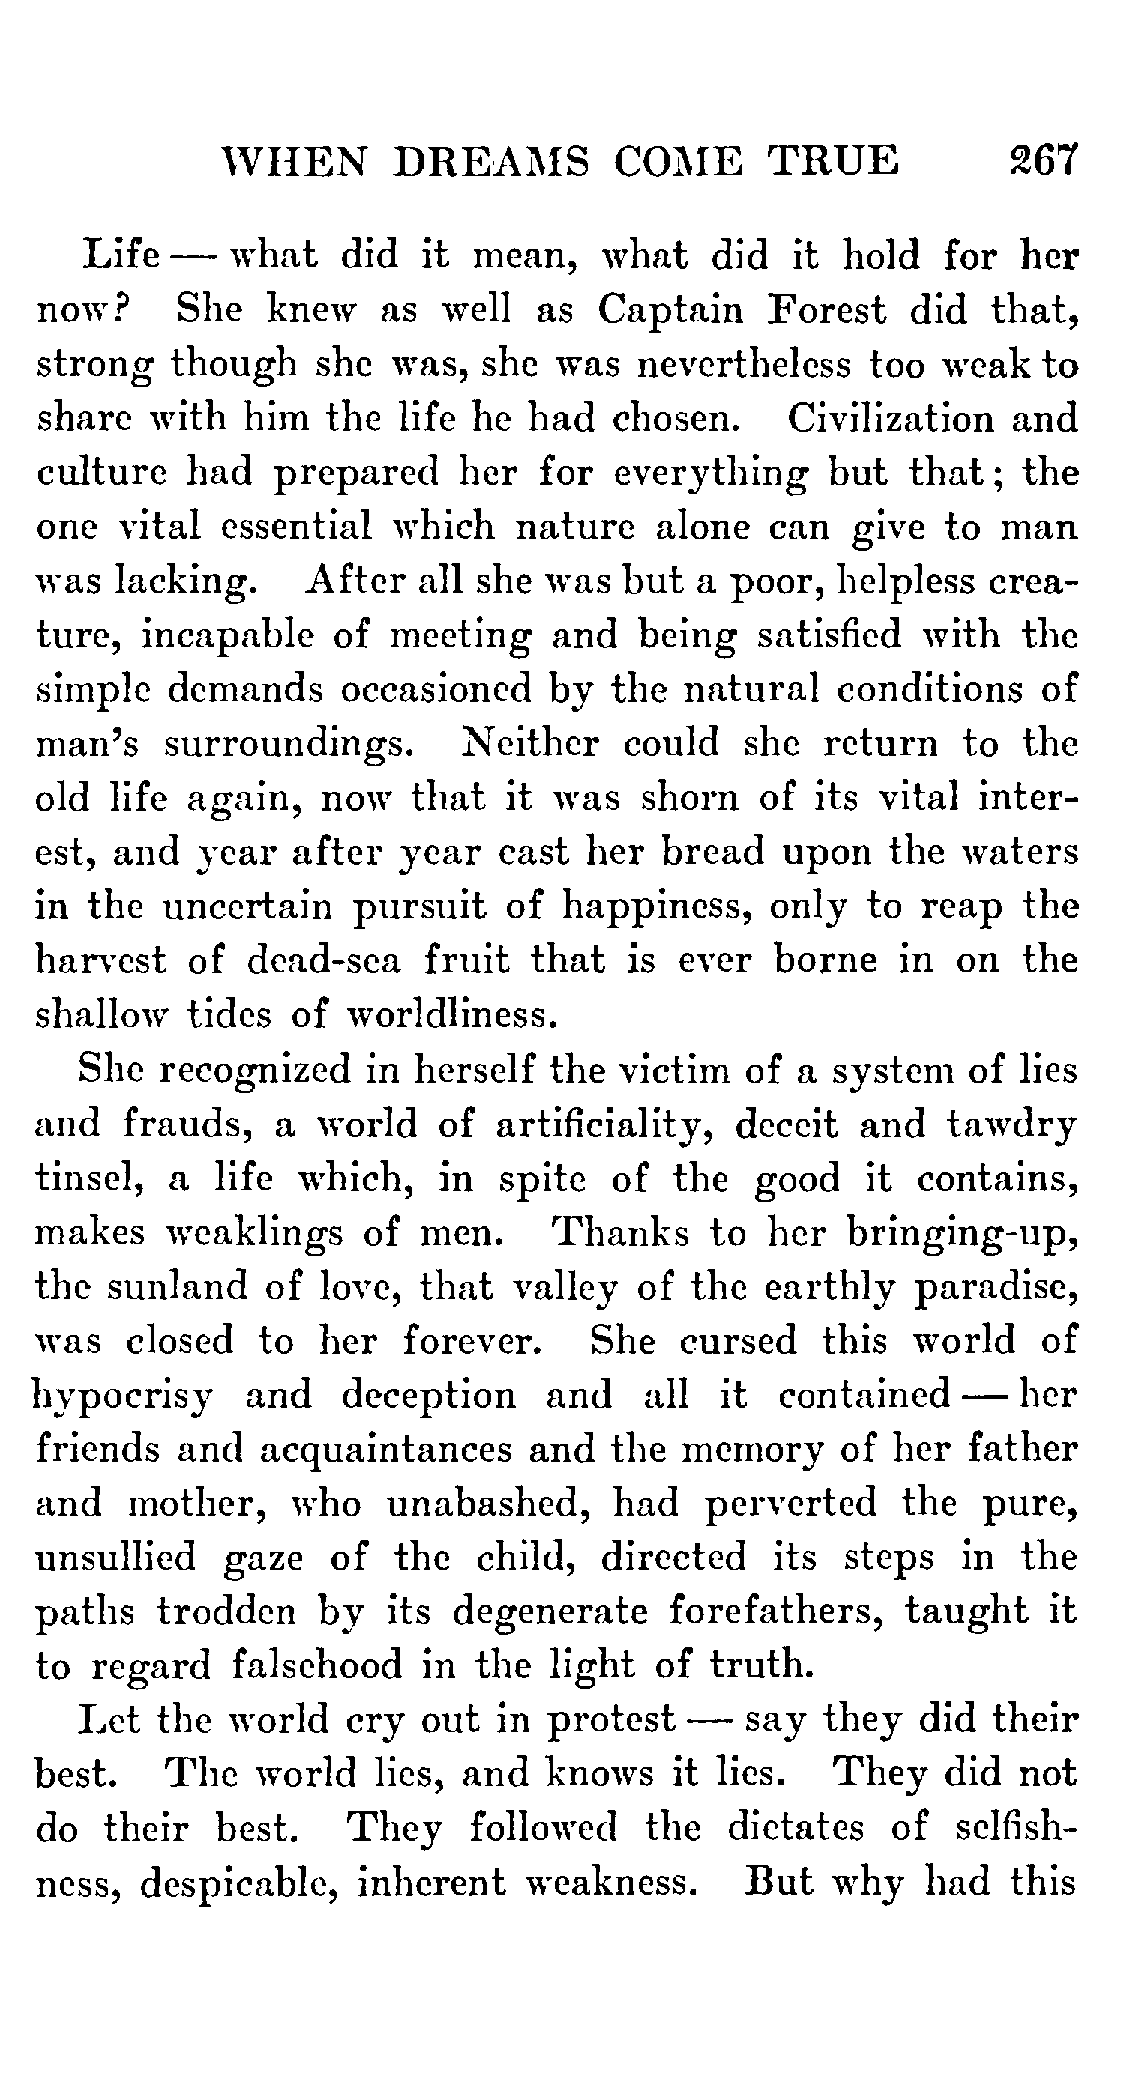 WHEN DREAMS COME TRUE 267
Life — what did it mean, what did it hold for her
now? She knew as well as Captain Forest did that,
strong though she was, she was nevertheless too weak to
share with him the life he had chosen. Civilization and
culture had prepared her for everything but that; the
one vital essential which nature alone can give to man
was lacking. After all she was but a poor, helpless crea-
ture, incapable of meeting and being satisfied with the
simple demands occasioned by the natural conditions of
man's surroundings. Neither could she return to the
old life again, now that it was shorn of its vital inter-
est, and year after year cast her bread upon the waters
in the uncertain pursuit of happiness, only to reap the
harvest of dead-sea fruit that is ever borne in on the
shallow tides of worldliness.
She recognized in herself the victim of a system of lies
and frauds, a world of artificiality, deceit and tawdry
tinsel, a life which, in spite of the good it contains,
makes weaklings of men. Thanks to her bringing-up,
the sunland of love, that valley of the earthly paradise,
was closed to her forever. She cursed this world of
hypocrisy and deception and all it contained — her
friends and acquaintances and the memory of her father
and mother, who unabashed, had perverted the pure,
unsullied gaze of the child, directed its steps in the
paths trodden by its degenerate forefathers, taught it
to regard falsehood in the light of truth.
Let the world cry out in protest — say they did their
best. The world lies, and knows it lies. They did not
do their best. They followed the dictates of selfish-
ness, despicable, inherent weakness. But why had this